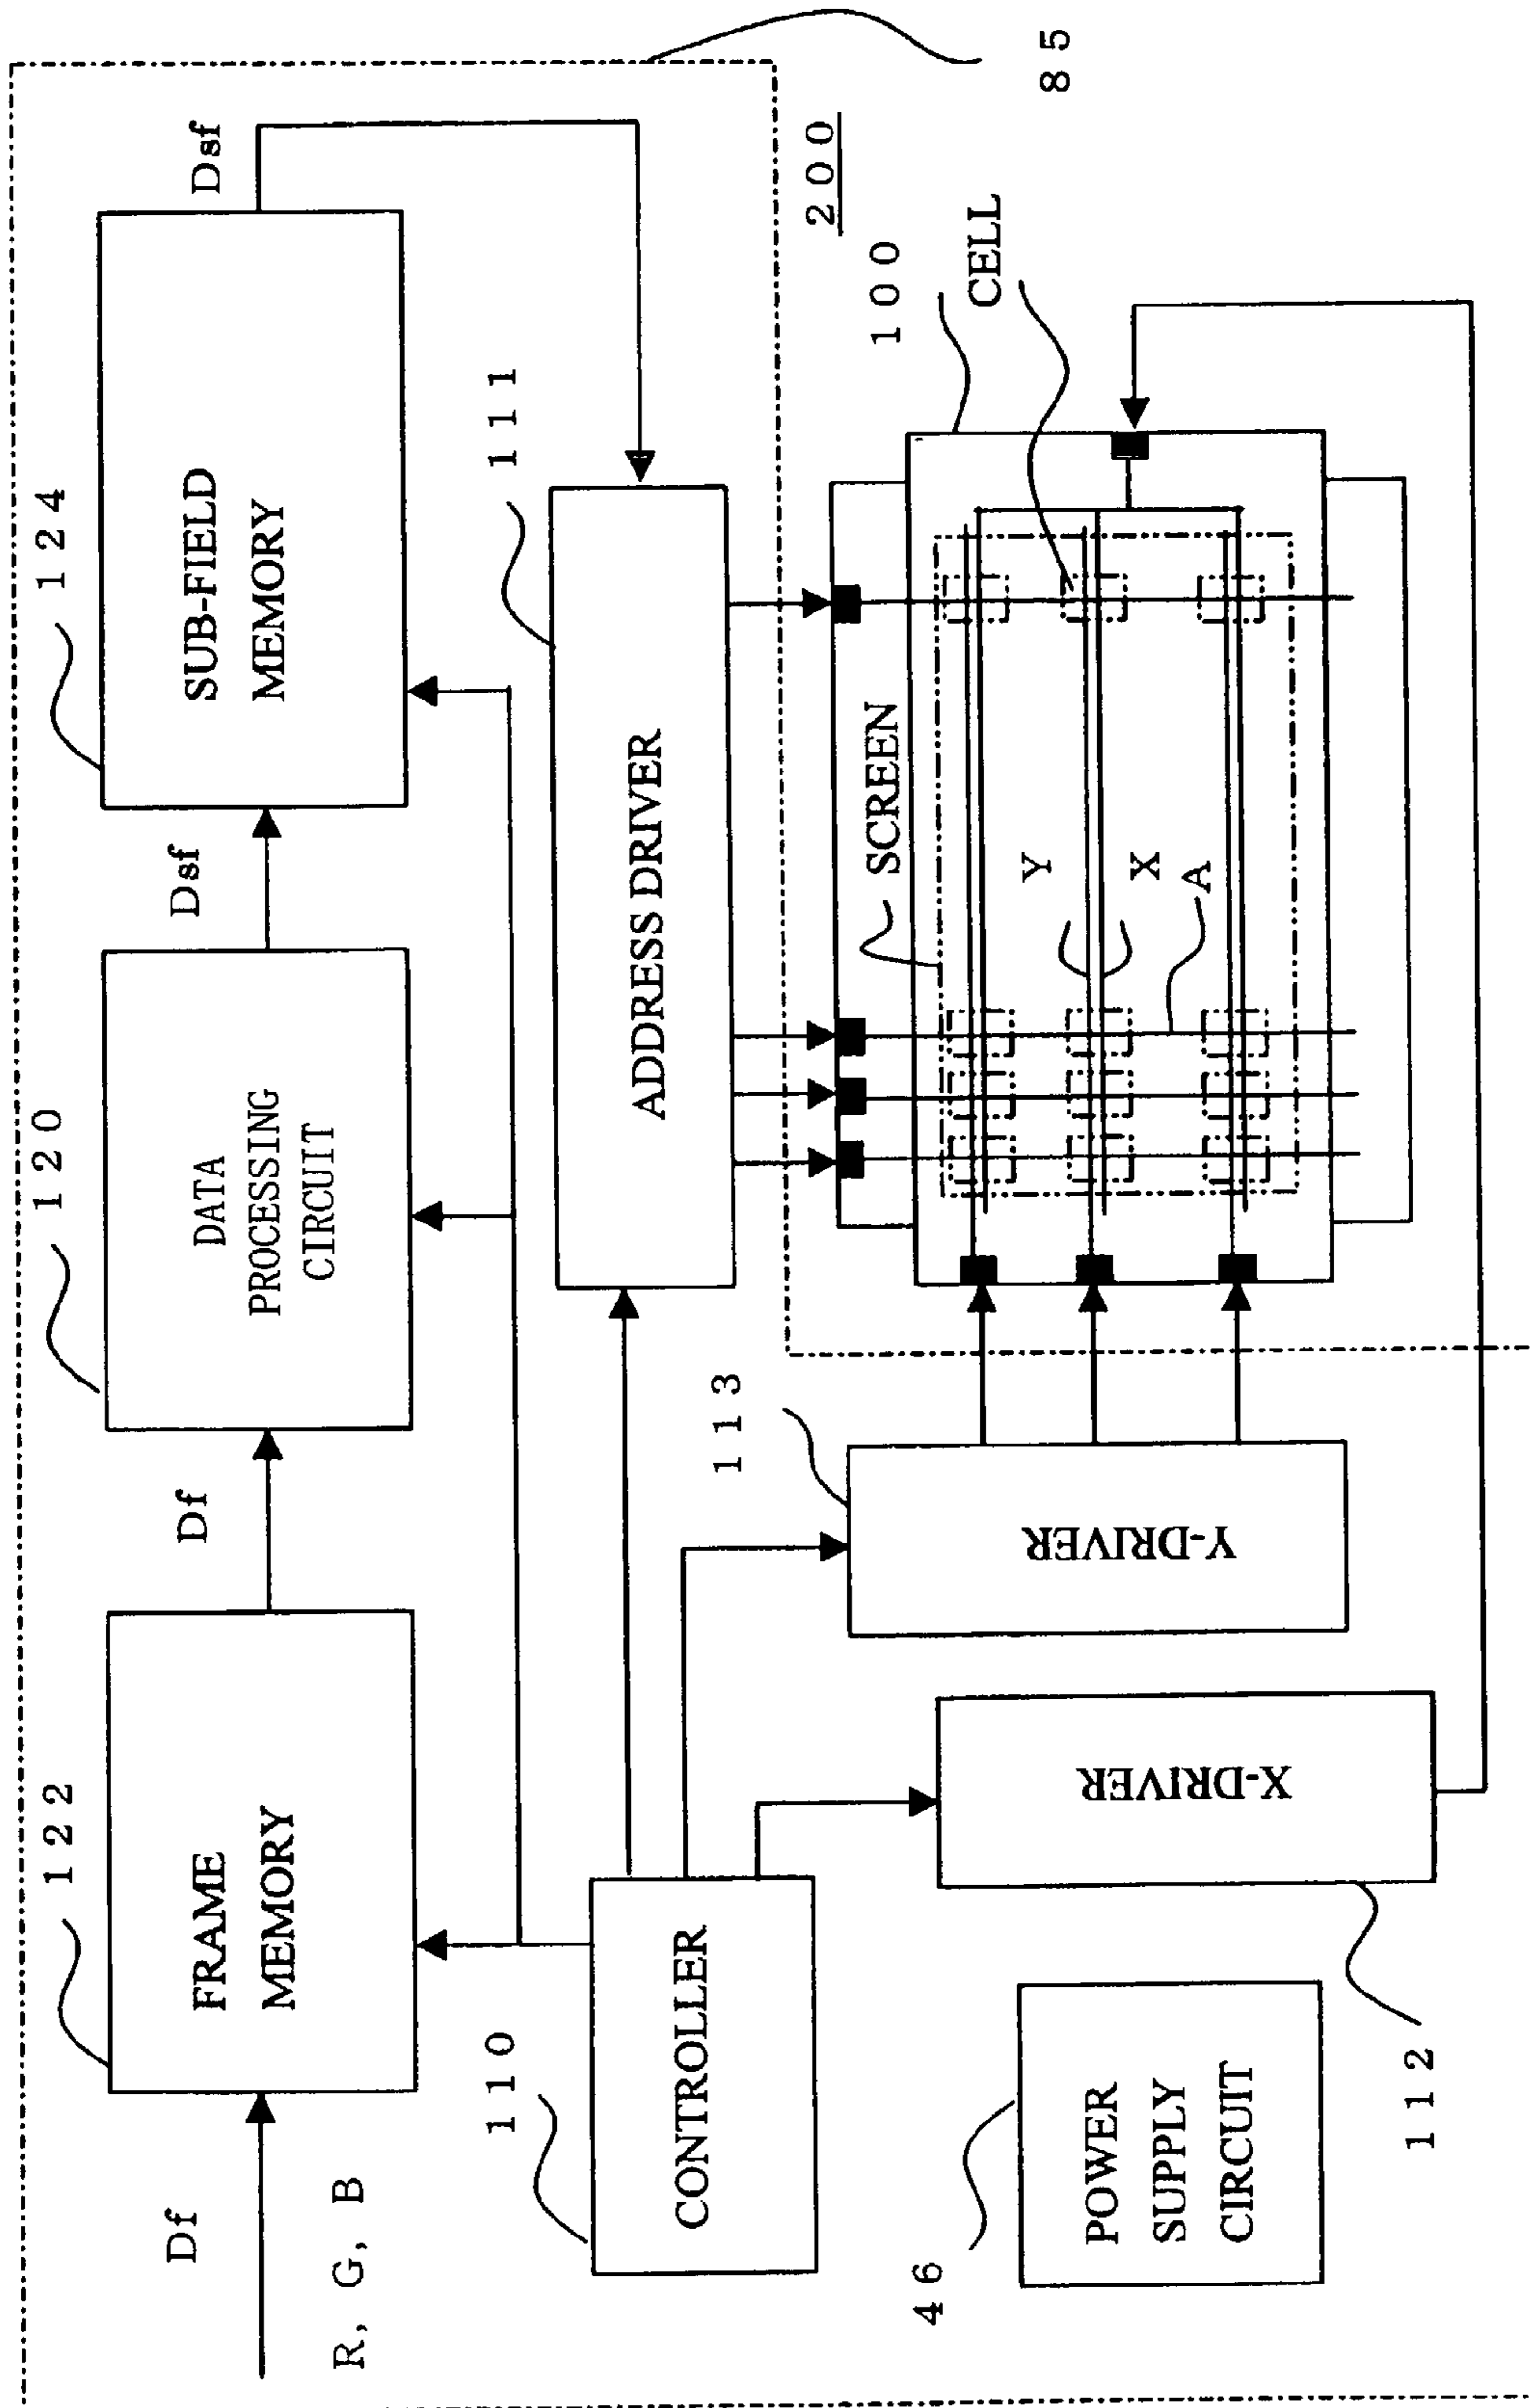 Df
R, G, B
122
FRAME
MEMORY
Df
120
DATA
PROCESSING
CIRCUIT
Dsf
124
SUB-FIELD
MEMORY
Dsf
85
110
CONTROLLER
111
ADDRESS DRIVER
200
100
CELL
113
Y-DRIVER
SCREEN
Y
X
A
46
POWER
SUPPLY
CIRCUIT
112
X-DRIVER